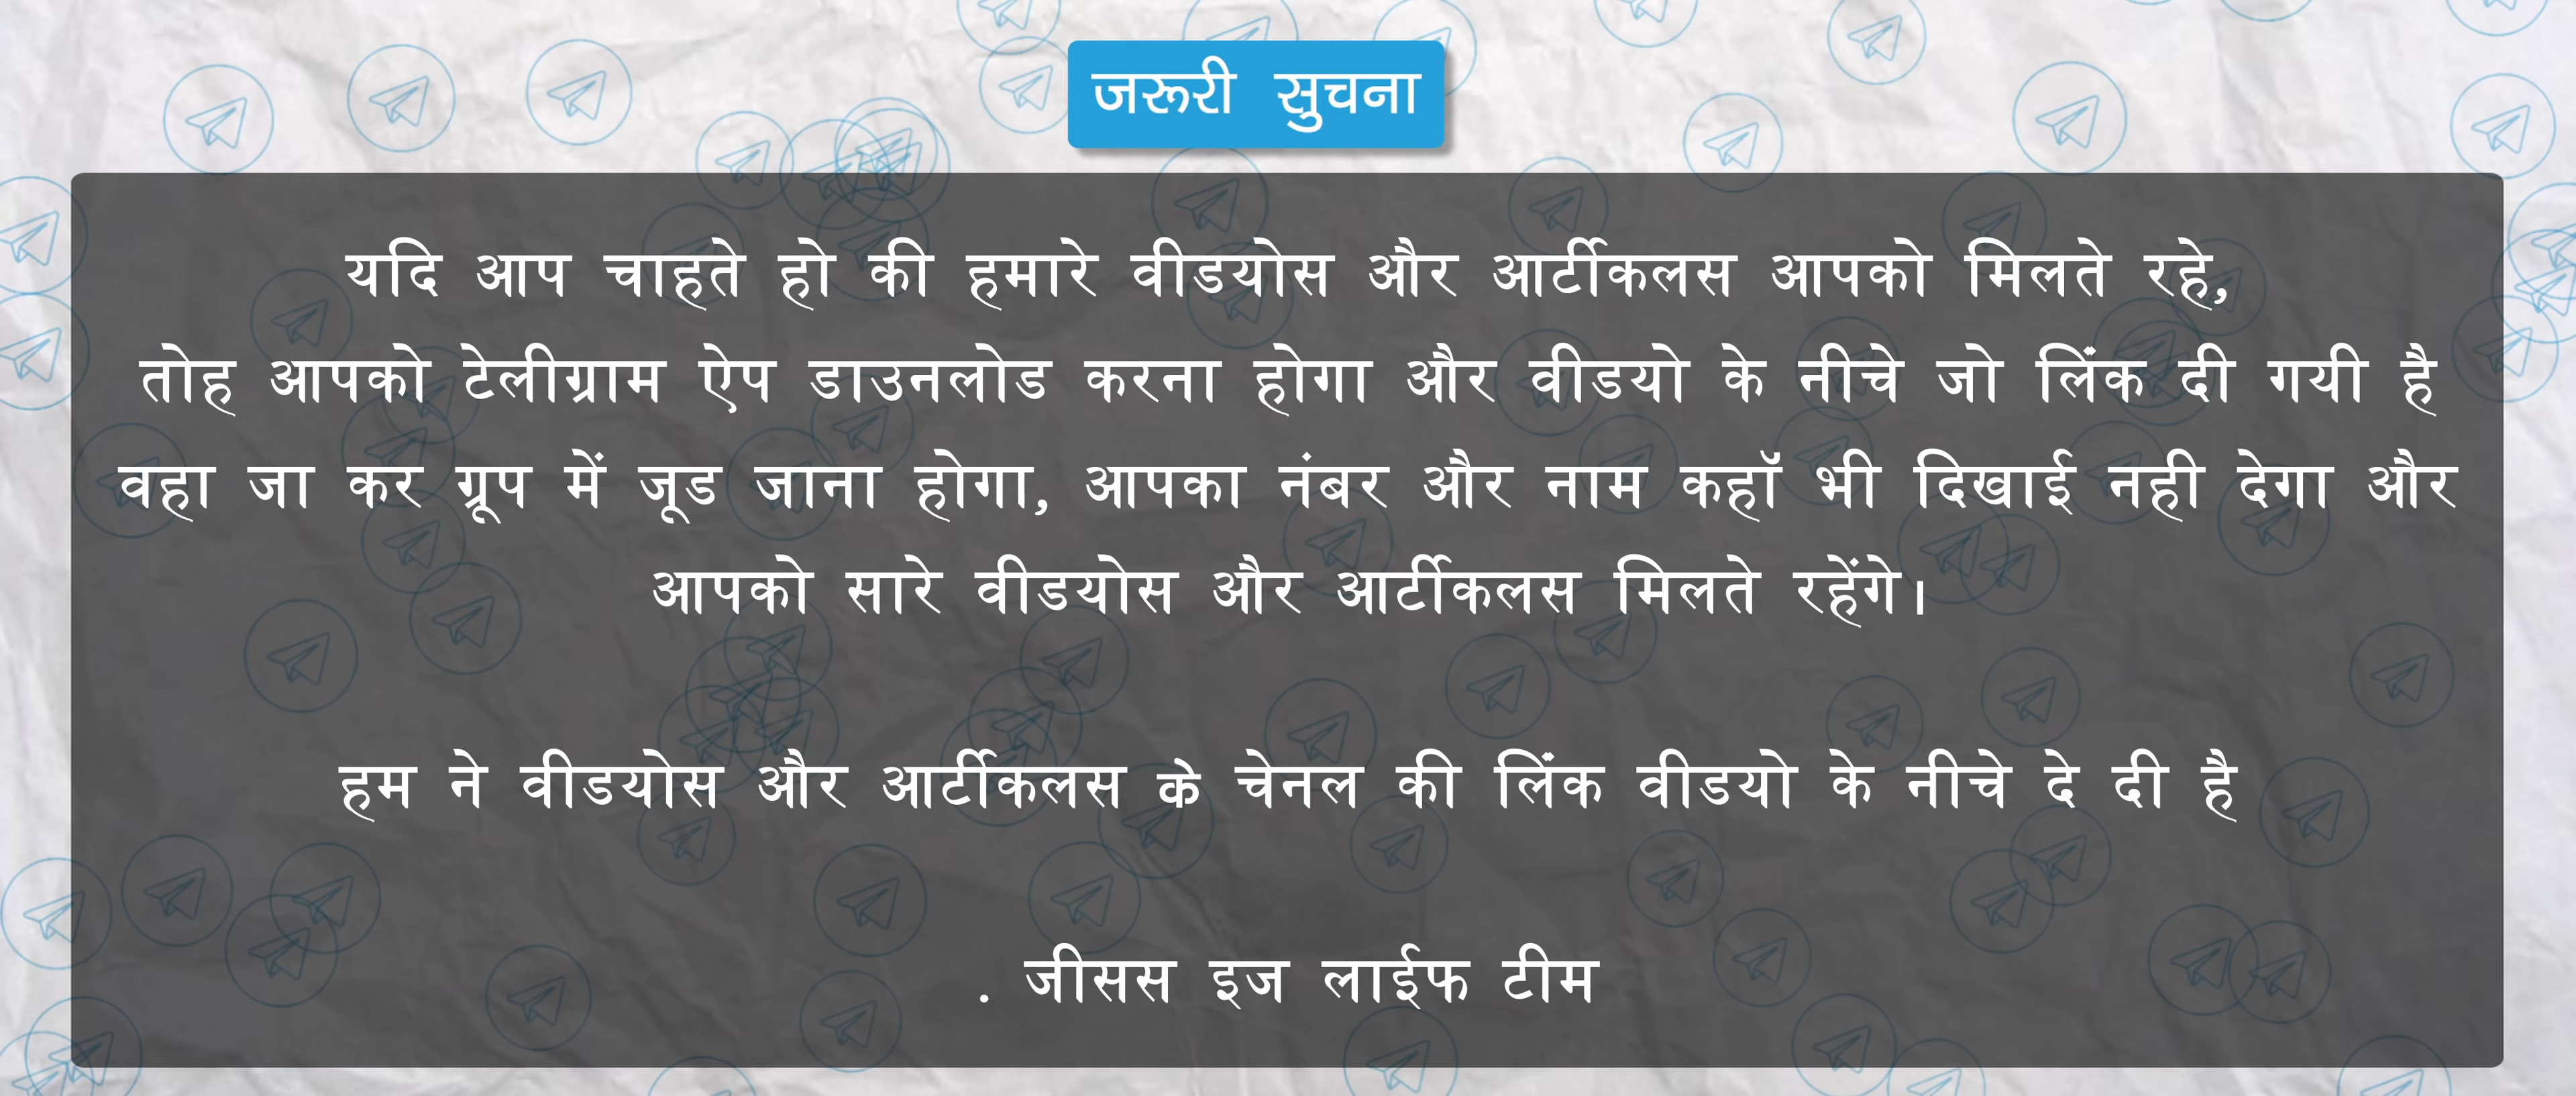 जरूरी सुचना
यदि आप चाहते हो की हमारे वीडयोस और आर्टीकलस आपको मिलते रहे,
तोह आपको टेलीग्राम ऐप डाउनलोड करना होगा और वीडयो के नीचे जो लिंक दी गयी है
वहा जा कर ग्रूप में जूड जाना होगा, आपका नंबर और नाम कहॉ भी दिखाई नही देगा और
आपको सारे वीडयोस और आर्टीकलस मिलते रहेंगे।
हम ने वीडयोस और आर्टीकलस के चेनल की लिंक वीडयो के नीचे दे दी है
. जीसस इज लाईफ टीम